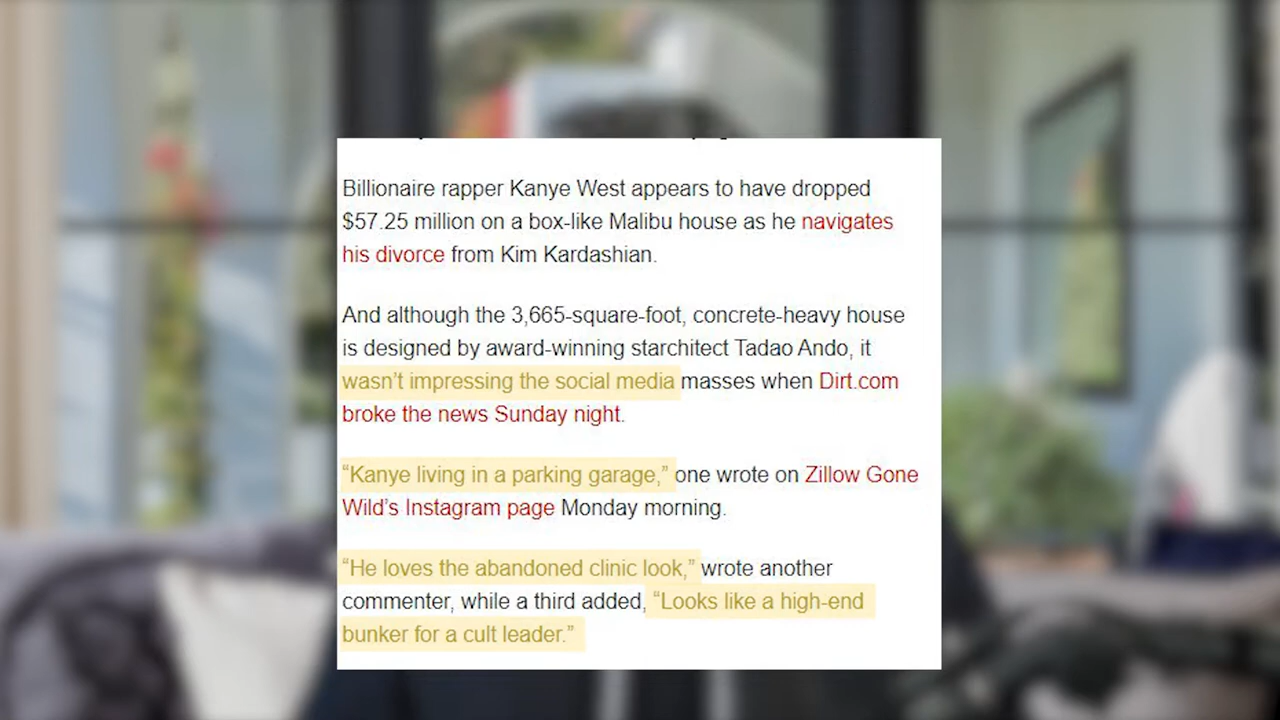 Billionaire rapper Kanye West appears to have dropped
$57.25 million on a box-like Malibu house as he navigates
his divorce from Kim Kardashian.
And although the 3,665-square-foot, concrete-heavy house
is designed by award-winning starchitect Tadao Ando, it
wasn’t impressing the social media masses when Dirt.com
broke the news Sunday night.
“Kanye living in a parking garage,” one wrote on Zillow Gone
Wild’s Instagram page Monday morning.
“He loves the abandoned clinic look,” wrote another
commenter, while a third added, “Looks like a high-end
bunker for a cult leader.”